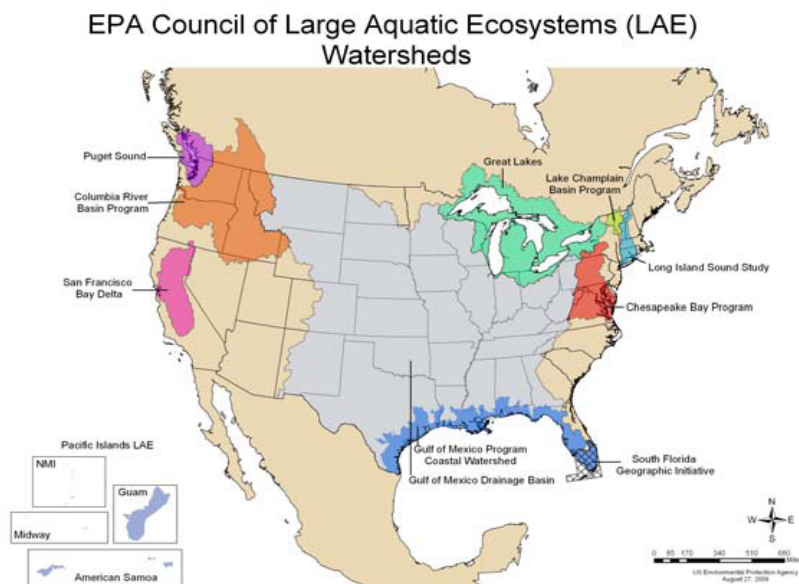 EPA Council of Large Aquatic Ecosystems (LAE)
Watersheds
Puget Sound
Great Lakes
Lake Champlain
Basin Program
Columbia River
Basin Program
Long Island Sound Study
San Francisco
Bay Delta
Chesapeake Bay Program
Gulf of Mexico Program
Coastal Watershed
South Florida
Geographic Initiative
Gulf of Mexico Drainage Basin
Pacific Islands LAE
NMI
Guam
Midway
American Samoa
N
W E
S
0 85 170 340 510 680
Miles
US Environmental Protection Agency
August 27, 2009